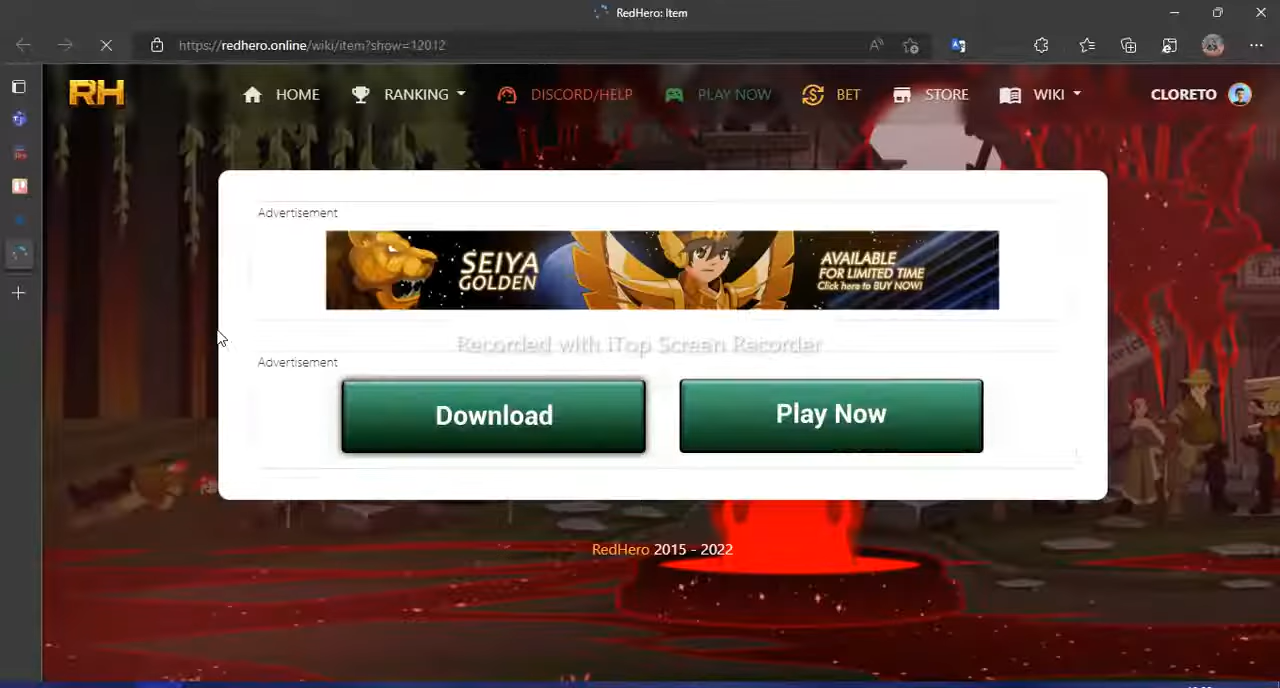 RedHero: Item
https://redhero.online/wiki/item?show=12012
RH
HOME
RANKING
DISCORD/HELP
PLAY NOW
BET
STORE
WIKI
CLORETO
Advertisement
SEIYA
GOLDEN
AVAILABLE
FOR LIMITED TIME
Click here to BUY NOW!
Recorded with iTop Screen Recorder
Advertisement
Download
Play Now
RedHero 2015 - 2022